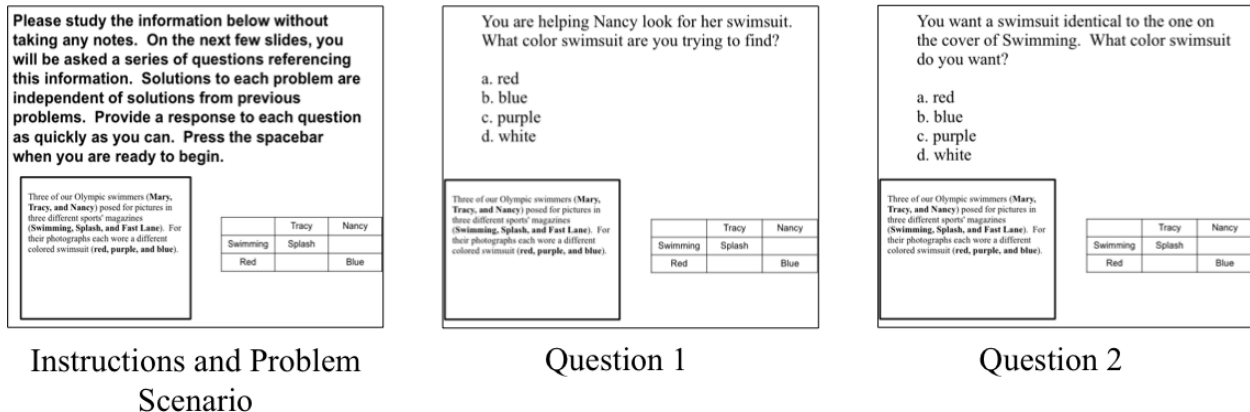 Please study the information below without
taking any notes. On the next few slides, you
will be asked a series of questions referencing
this information. Solutions to each problem are
independent of solutions from previous
problems. Provide a response to each question
as quickly as you can. Press the spacebar
when you are ready to begin.
Three of our Olympic swimmers (Mary,
Tracy, and Nancy) posed for pictures in
three different sports' magazines
(Swimming, Splash, and Fast Lane). For
their photographs each wore a different
colored swimsuit (red, purple, and blue).
Tracy Nancy
Swimming Splash
Red Blue
Instructions and Problem
Scenario
You are helping Nancy look for her swimsuit.
What color swimsuit are you trying to find?
a. red
b. blue
c. purple
d. white
Three of our Olympic swimmers (Mary,
Tracy, and Nancy) posed for pictures in
three different sports' magazines
(Swimming, Splash, and Fast Lane). For
their photographs each wore a different
colored swimsuit (red, purple, and blue).
Tracy Nancy
Swimming Splash
Red Blue
Question 1
You want a swimsuit identical to the one on
the cover of Swimming. What color swimsuit
do you want?
a. red
b. blue
c. purple
d. white
Three of our Olympic swimmers (Mary,
Tracy, and Nancy) posed for pictures in
three different sports' magazines
(Swimming, Splash, and Fast Lane). For
their photographs each wore a different
colored swimsuit (red, purple, and blue).
Tracy Nancy
Swimming Splash
Red Blue
Question 2